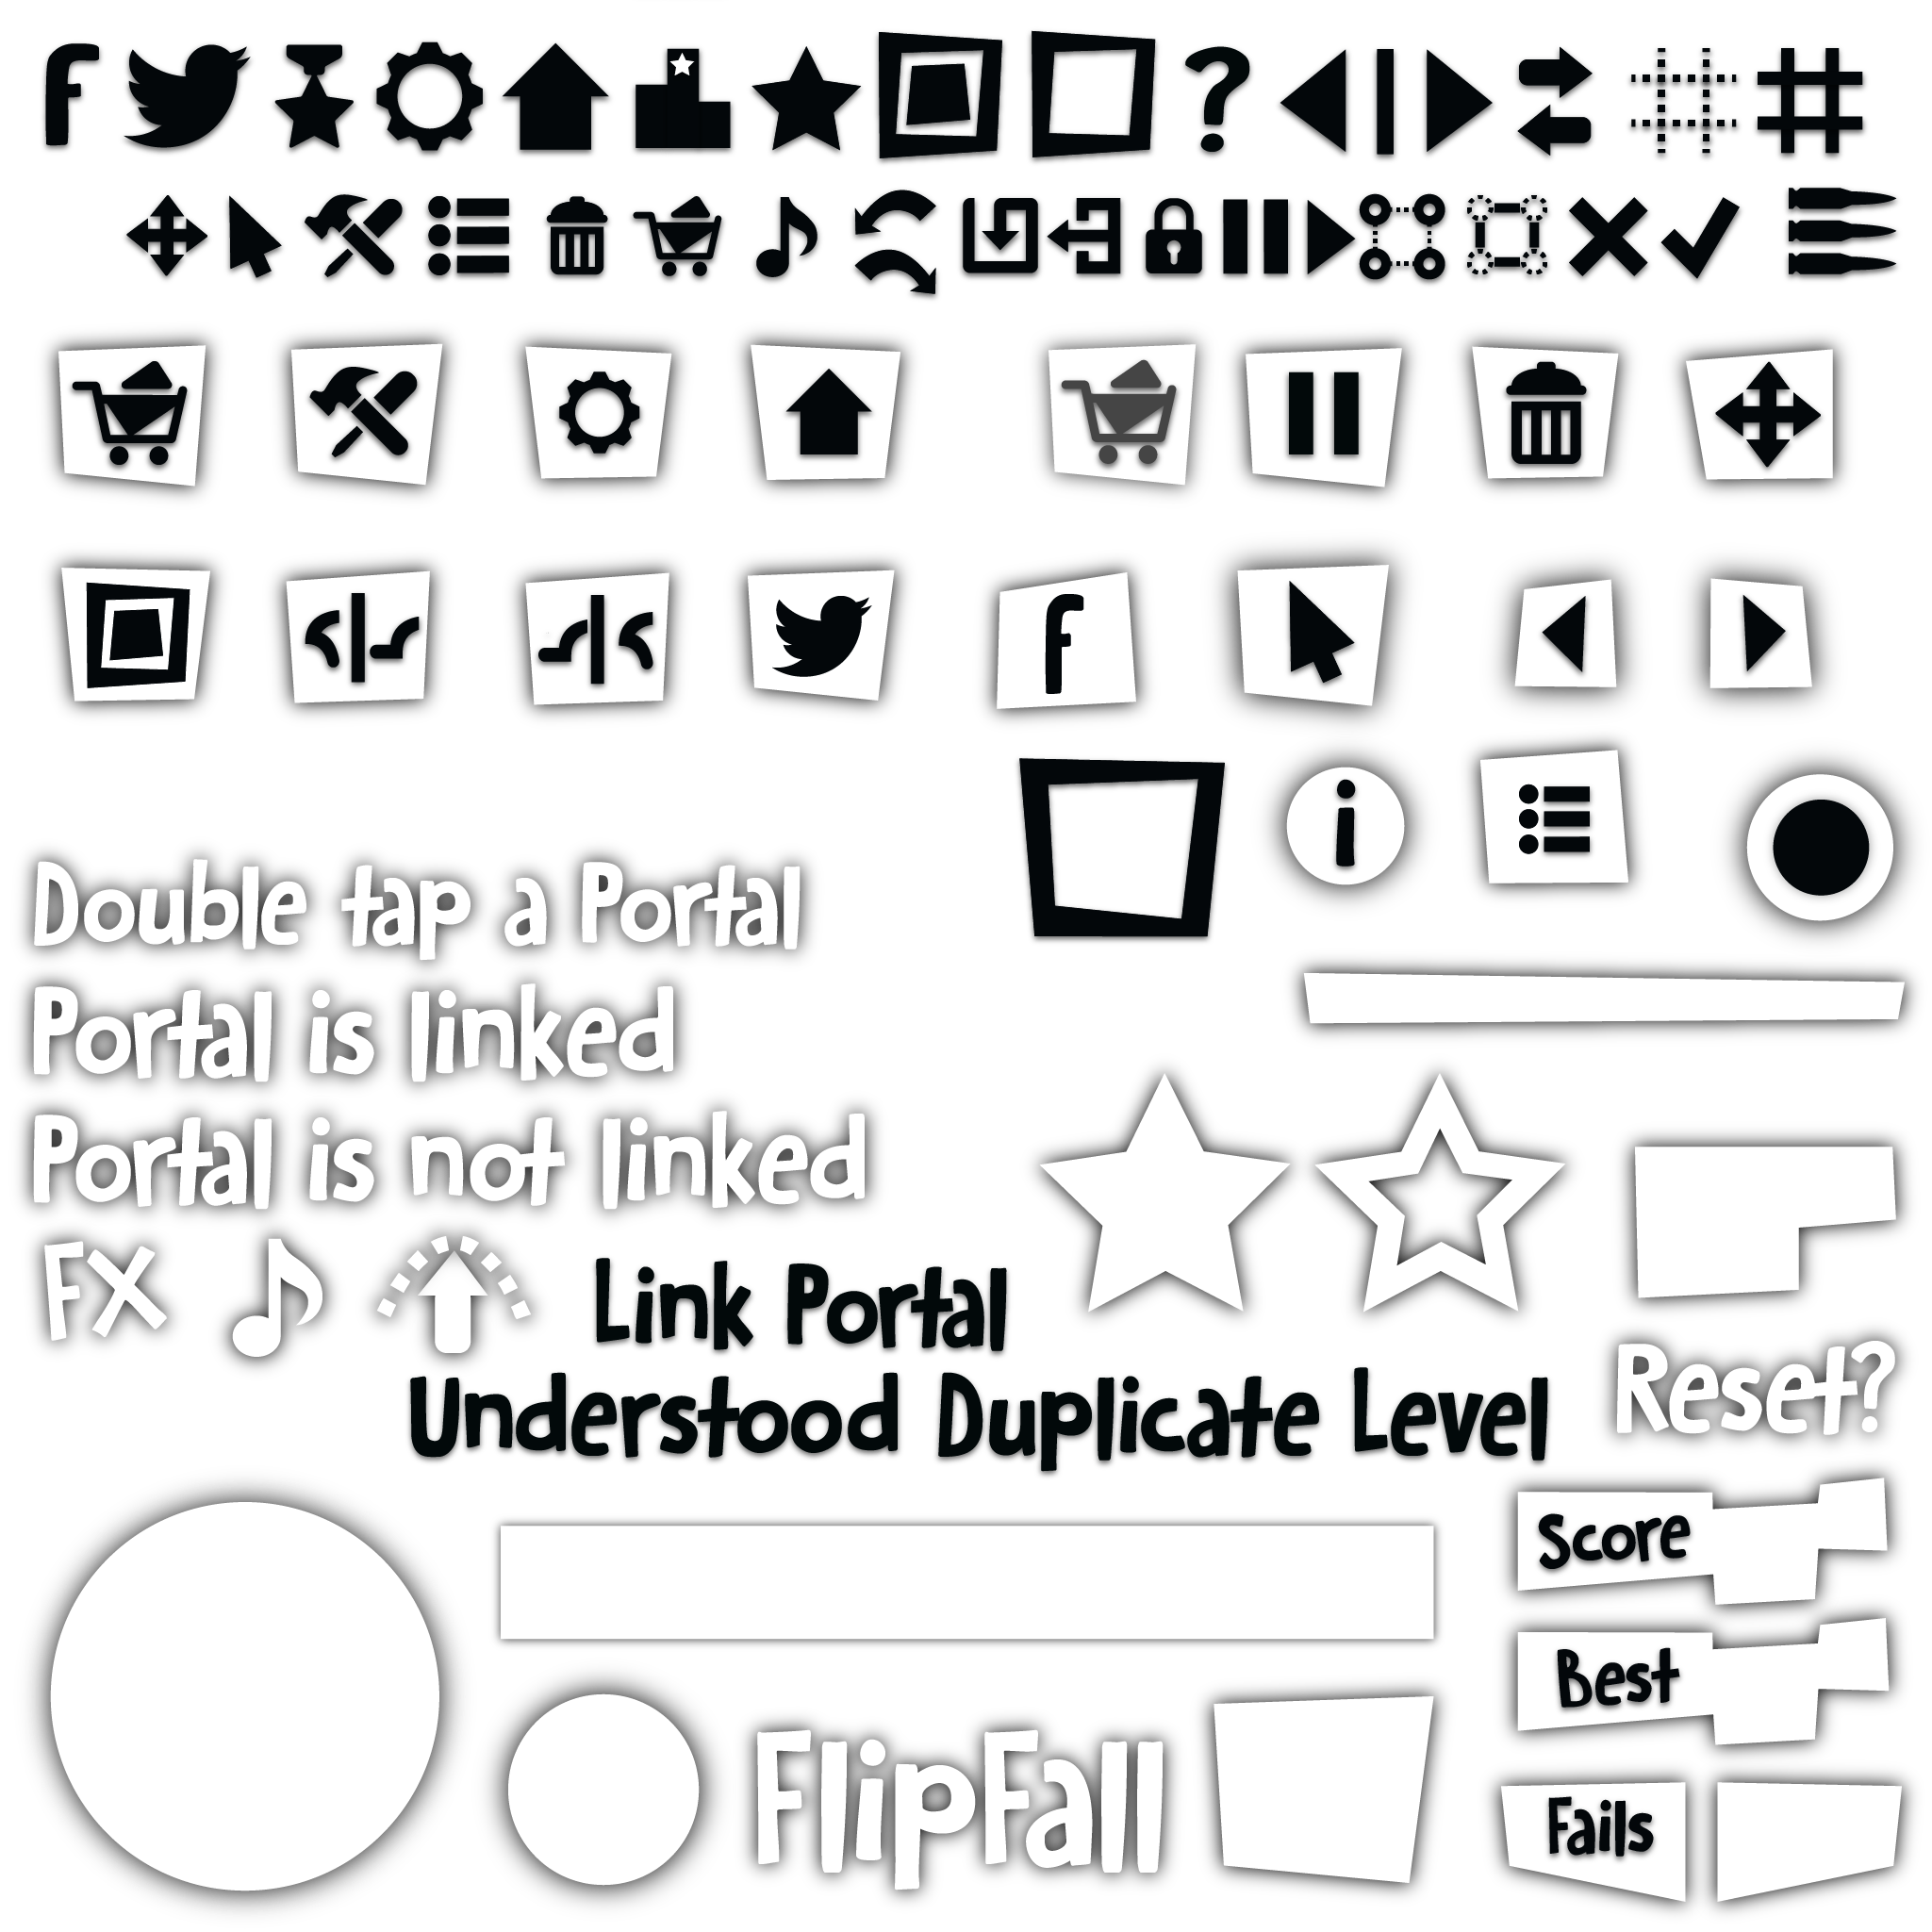 f
?
f
i
Double tap a Portal
Portal is linked
Portal is not linked
FX
Link Portal
Understood Duplicate Level
Reset?
Score
Best
FlipFall
Fails